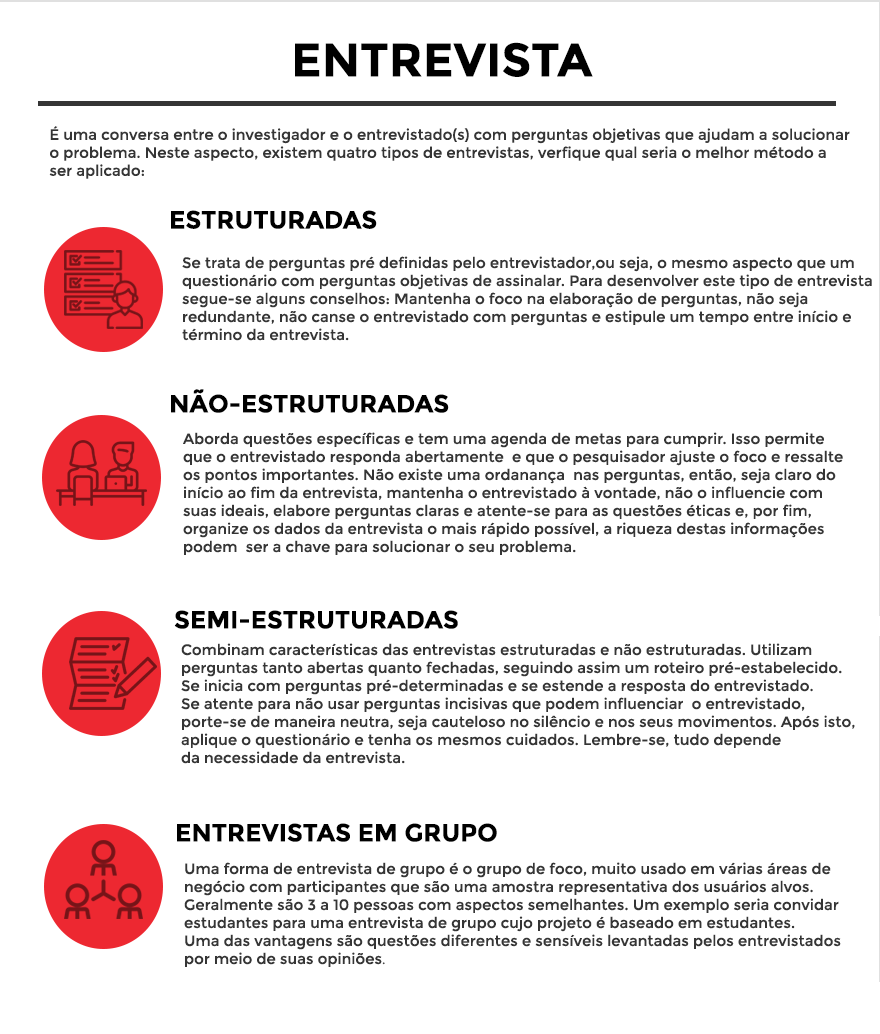 ENTREVISTA
É uma conversa entre o investigador e o entrevistado(s) com perguntas objetivas que ajudam a solucionar
o problema. Neste aspecto, existem quatro tipos de entrevistas, verfique qual seria o melhor método a
ser aplicado:
ESTRUTURADAS
Se trata de perguntas pré definidas pelo entrevistador,ou seja, o mesmo aspecto que um
questionário com perguntas objetivas de assinalar. Para desenvolver este tipo de entrevista
segue-se alguns conselhos: Mantenha o foco na elaboração de perguntas, não seja
redundante, não canse o entrevistado com perguntas e estipule um tempo entre início e
término da entrevista.
NÃO-ESTRUTURADAS
Aborda questões específicas e tem uma agenda de metas para cumprir. Isso permite
que o entrevistado responda abertamente  e que o pesquisador ajuste o foco e ressalte
os pontos importantes. Não existe uma ordanança  nas perguntas, então, seja claro do
início ao fim da entrevista, mantenha o entrevistado à vontade, não o influencie com
suas ideais, elabore perguntas claras e atente-se para as questões éticas e, por fim,
organize os dados da entrevista o mais rápido possível, a riqueza destas informações
podem  ser a chave para solucionar o seu problema.
SEMI-ESTRUTURADAS
Combinam características das entrevistas estruturadas e não estruturadas. Utilizam
perguntas tanto abertas quanto fechadas, seguindo assim um roteiro pré-estabelecido.
Se inicia com perguntas pré-determinadas e se estende a resposta do entrevistado.
Se atente para não usar perguntas incisivas que podem influenciar  o entrevistado,
porte-se de maneira neutra, seja cauteloso no silêncio e nos seus movimentos. Após isto,
aplique o questionário e tenha os mesmos cuidados. Lembre-se, tudo depende
da necessidade da entrevista.
ENTREVISTAS EM GRUPO
Uma forma de entrevista de grupo é o grupo de foco, muito usado em várias áreas de
negócio com participantes que são uma amostra representativa dos usuários alvos.
Geralmente são 3 a 10 pessoas com aspectos semelhantes. Um exemplo seria convidar
estudantes para uma entrevista de grupo cujo projeto é baseado em estudantes.
Uma das vantagens são questões diferentes e sensíveis levantadas pelos entrevistados
por meio de suas opiniões.